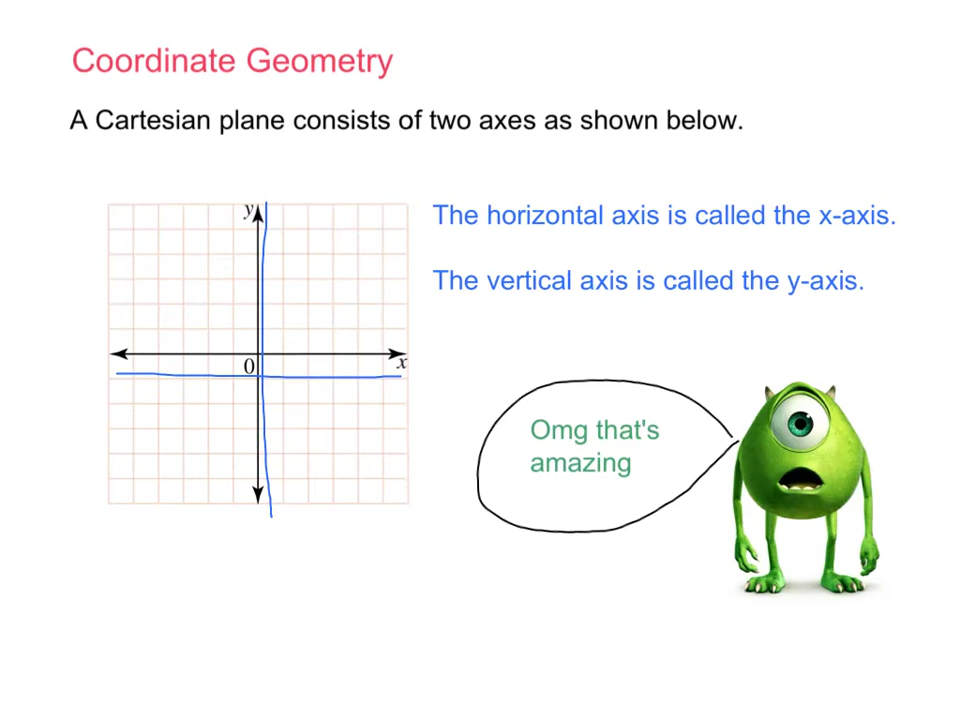 Coordinate Geometry
A Cartesian plane consists of two axes as shown below.
y
The horizontal axis is called the x-axis.
The vertical axis is called the y-axis.
0
x
Omg that's
amazing